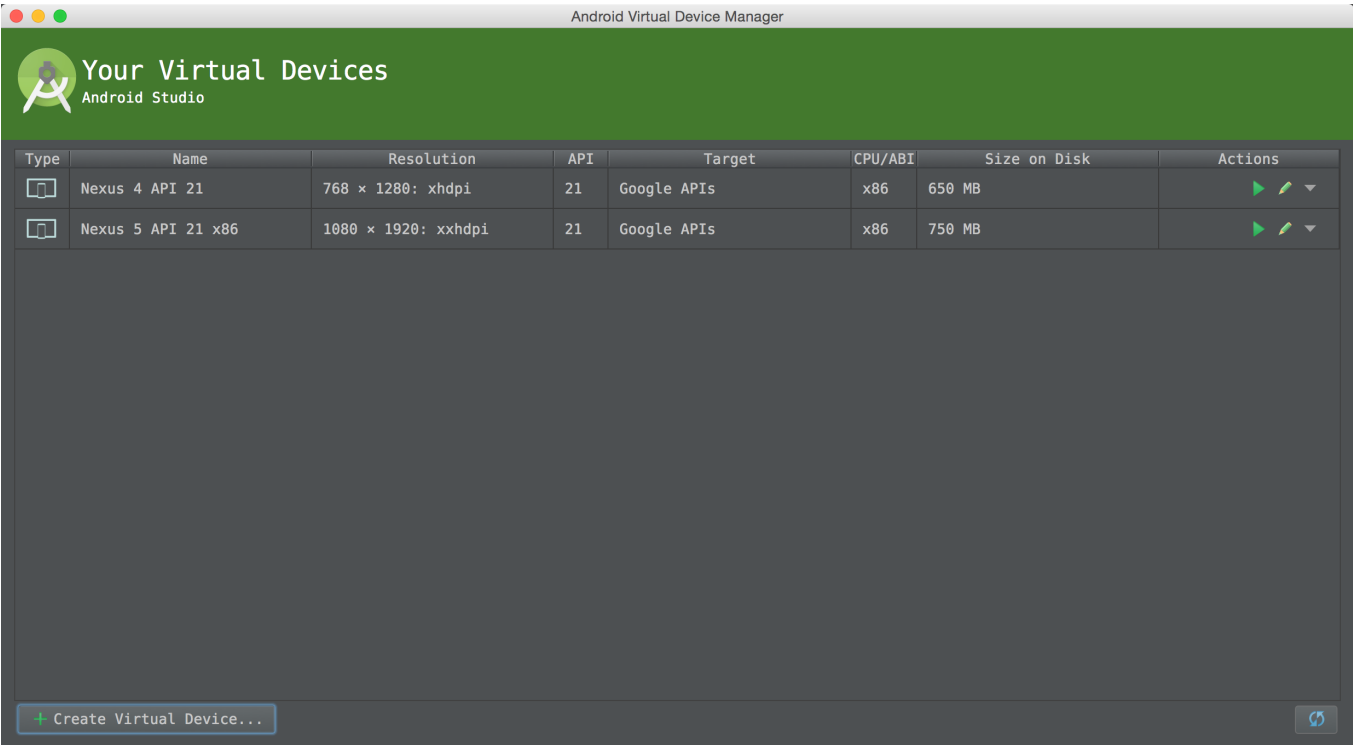 Android Virtual Device Manager
Your Virtual Devices
Android Studio
Type Name Resolution API Target CPU/ABI Size on Disk Actions
Nexus 4 API 21 768 × 1280: xhdpi 21 Google APIs x86 650 MB
Nexus 5 API 21 x86 1080 × 1920: xxhdpi 21 Google APIs x86 750 MB
+ Create Virtual Device...